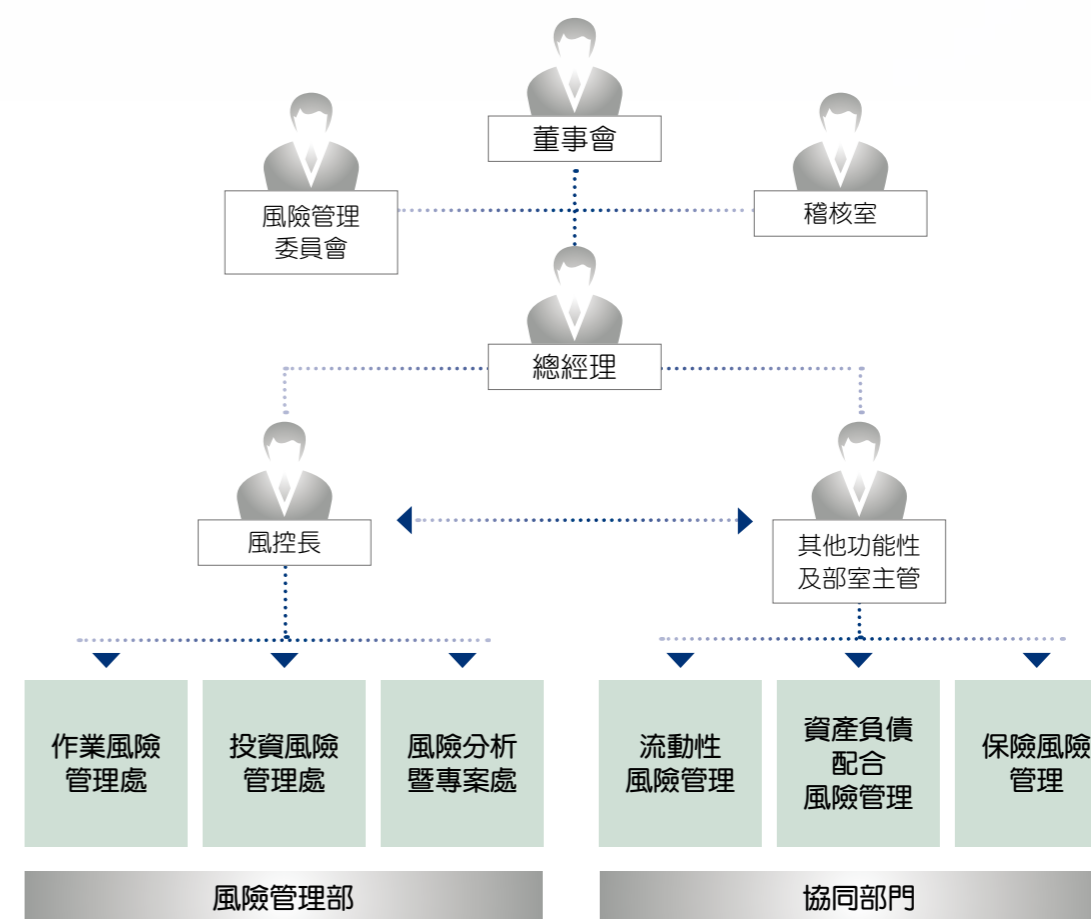 董事會
風險管理
委員會
稽核室
總經理
風控長
其他功能性
及部室主管
作業風險
管理處
投資風險
管理處
風險分析
暨專案處
流動性
風險管理
資產負債
配合
風險管理
保險風險
管理
風險管理部
協同部門